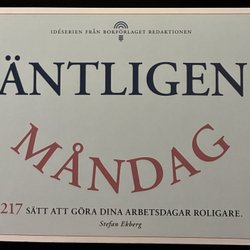 IDÉSERIEN FRÅN BOKFÖRLAGET REDAKTIONEN
ÄNTLIGEN
MÅNDAG
217 SÄTT ATT GÖRA DINA ARBETSDAGAR ROLIGARE.
Stefan Ekberg